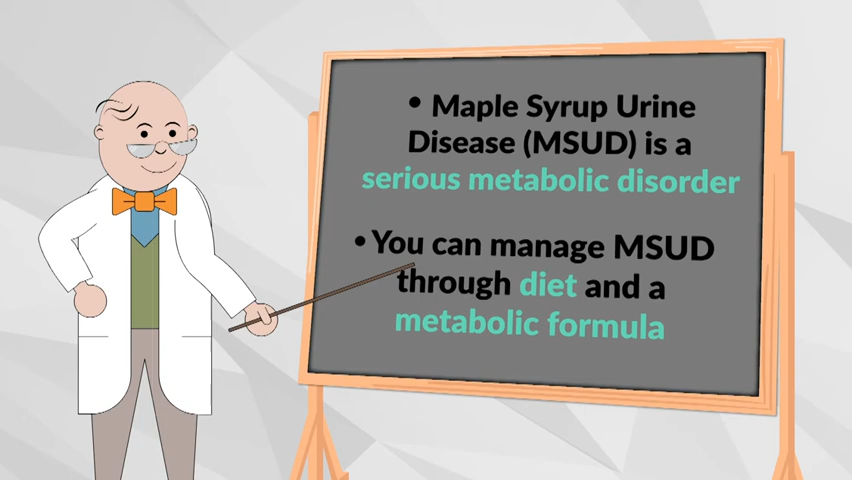 • Maple Syrup Urine
Disease (MSUD) is a
serious metabolic disorder
• You can manage MSUD
through diet and a
metabolic formula